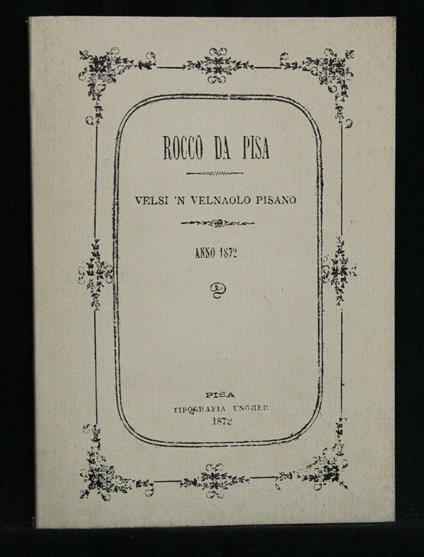 ROCCO DA PISA
VELSI 'N VELNAOLO PISANO
ANNO 1872
PISA
TIPOGRAFIA UNGHER
1872